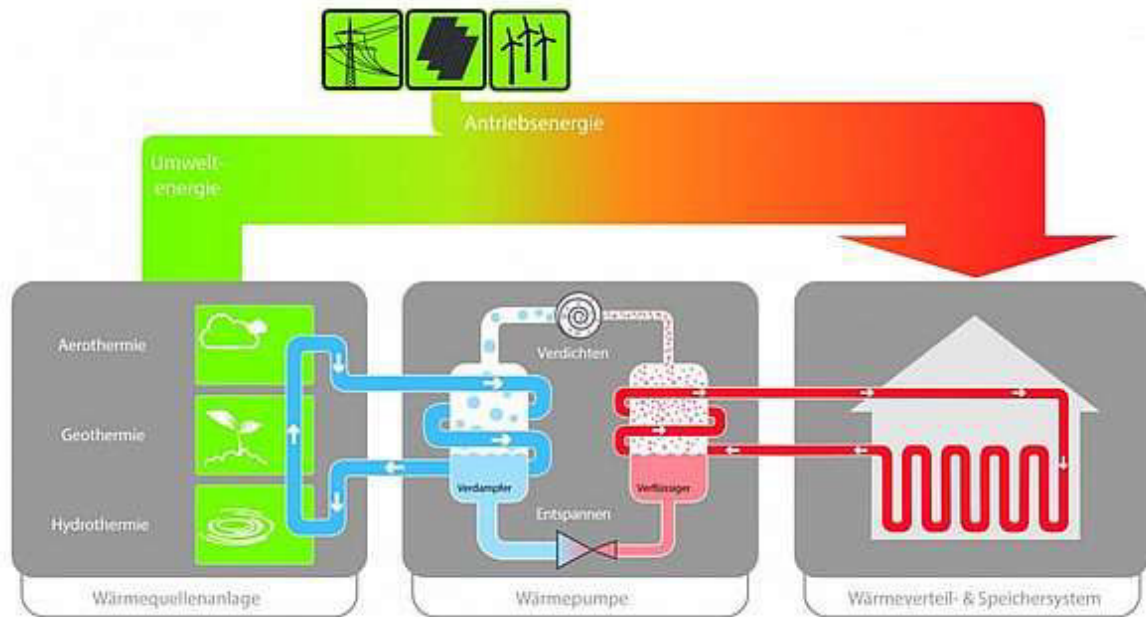 Antriebsenergie
Umwelt-
energie
Aerothermie
Geothermie
Hydrothermie
Verdichten
Verdampfer
Verflüssiger
Entspannen
Wärmequellenanlage
Wärmepumpe
Wärmeverteil- & Speichersystem